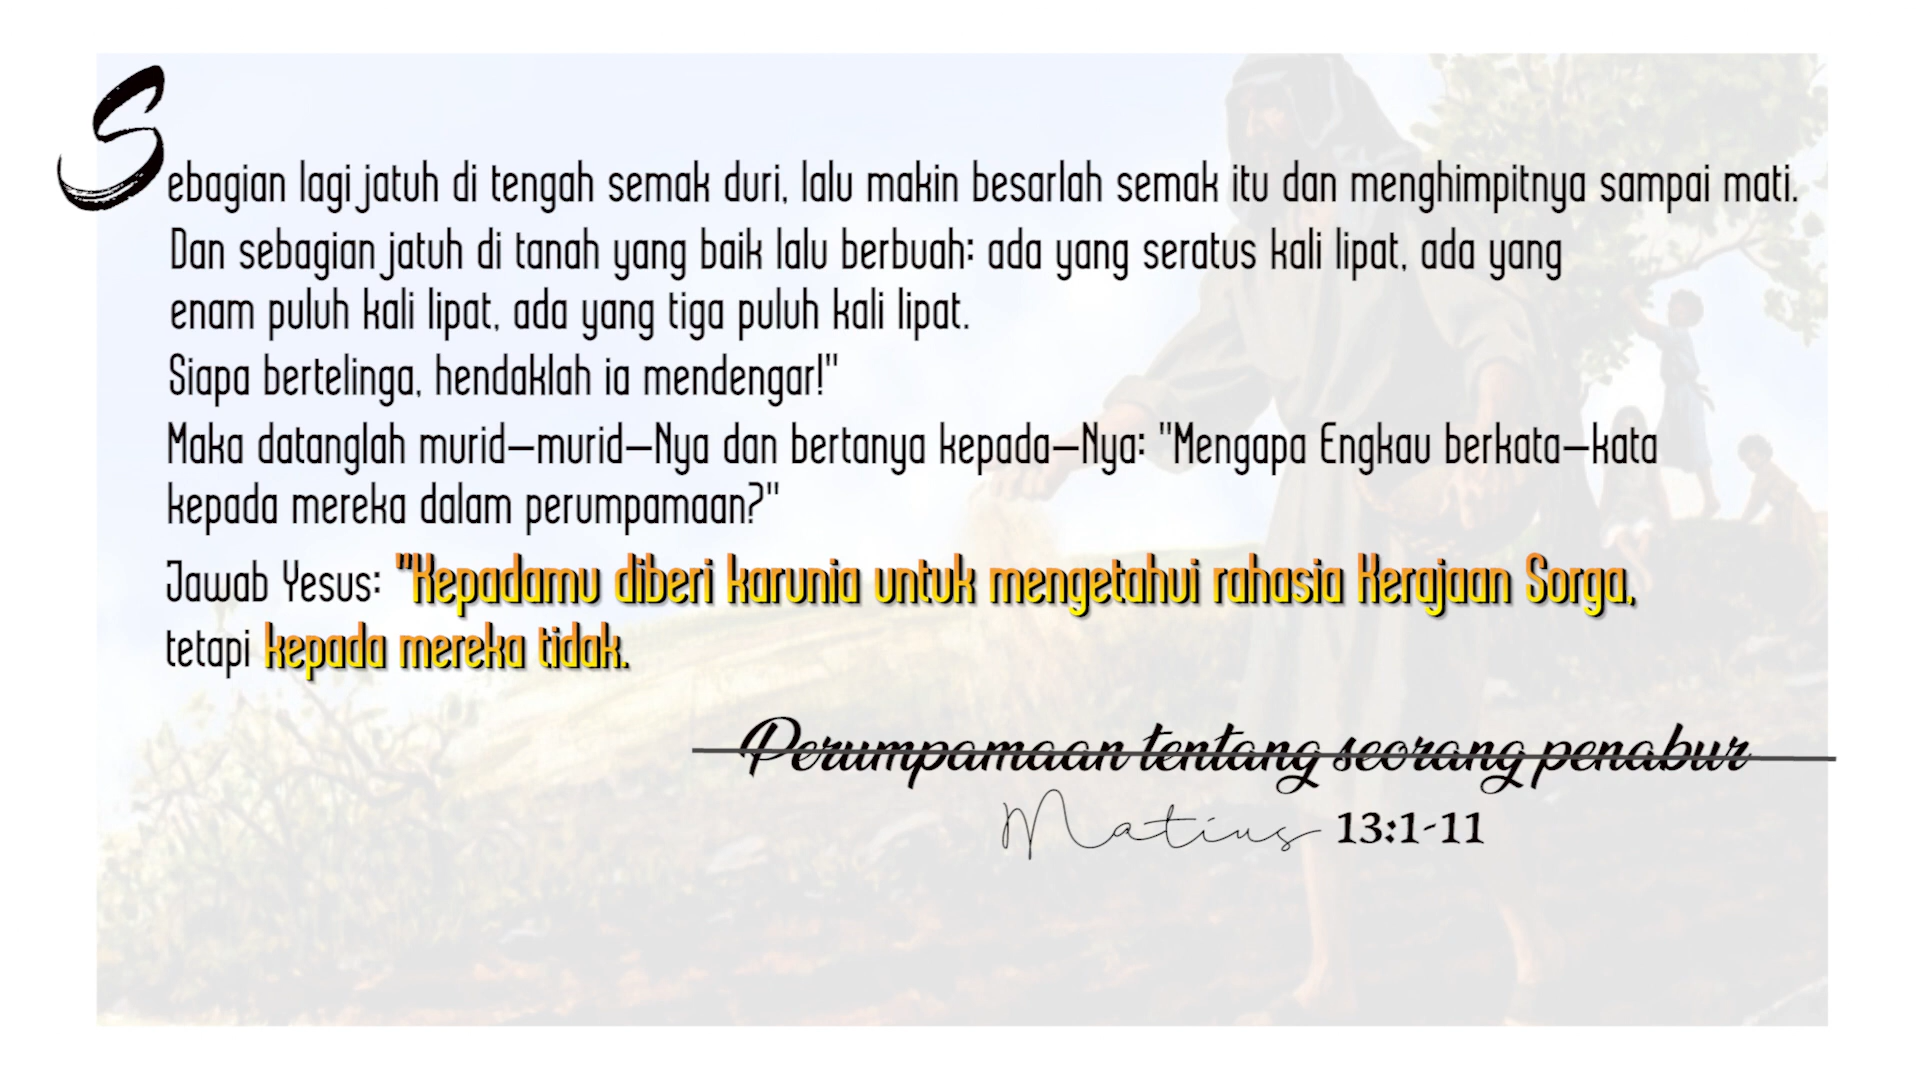 Sebagian lagi jatuh di tengah semak duri, lalu makin besarlah semak itu dan menghimpitnya sampai mati.
Dan sebagian jatuh di tanah yang baik lalu berbuah: ada yang seratus kali lipat, ada yang
enam puluh kali lipat, ada yang tiga puluh kali lipat.
Siapa bertelinga, hendaklah ia mendengar!"
Maka datanglah murid–murid–Nya dan bertanya kepada–Nya: "Mengapa Engkau berkata–kata
kepada mereka dalam perumpamaan?"
Jawab Yesus: "Kepadamu diberi karunia untuk mengetahui rahasia Kerajaan Sorga,
tetapi kepada mereka tidak.
Perumpamaan tentang seorang penabur
Matius 13:1-11